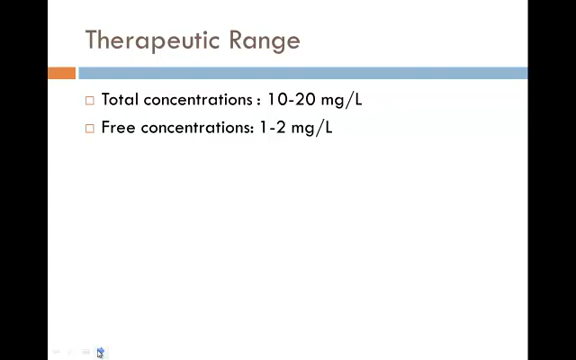 Therapeutic Range
Total concentrations : 10-20 mg/L
Free concentrations: 1-2 mg/L